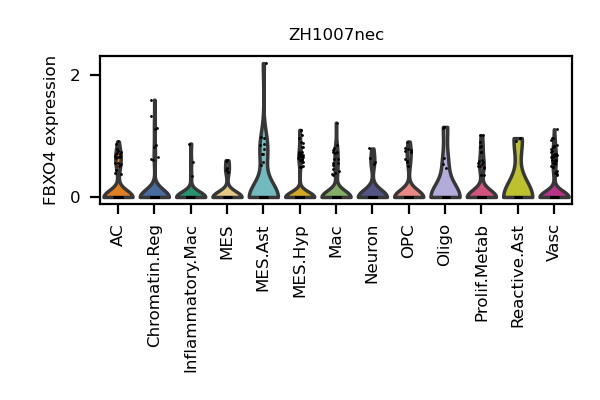 ZH1007nec
FBXO4 expression
2
0
AC
Chromatin.Reg
Inflammatory.Mac
MES
MES.Ast
MES.Hyp
Mac
Neuron
OPC
Oligo
Prolif.Metab
Reactive.Ast
Vasc